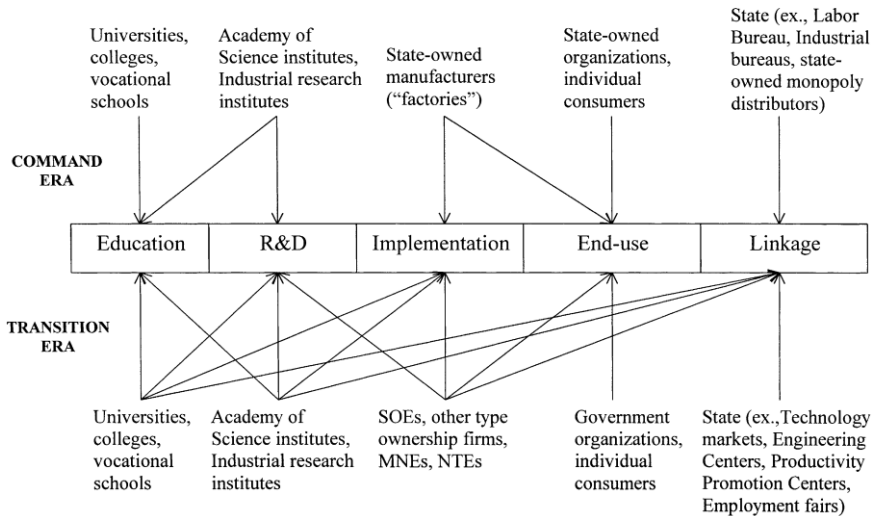 Universities,
colleges,
vocational
schools
Academy of
Science institutes,
Industrial research
institutes
State-owned
manufacturers
(“factories”)
State-owned
organizations,
individual
consumers
State (ex., Labor
Bureau, Industrial
bureaus, state-
owned monopoly
distributors)
COMMAND
ERA
Education
R&D
Implementation
End-use
Linkage
TRANSITION
ERA
Universities,
colleges,
vocational
schools
Academy of
Science institutes,
Industrial research
institutes
SOEs, other type
ownership firms,
MNEs, NTEs
Government
organizations,
individual
consumers
State (ex.,Technology
markets, Engineering
Centers, Productivity
Promotion Centers,
Employment fairs)